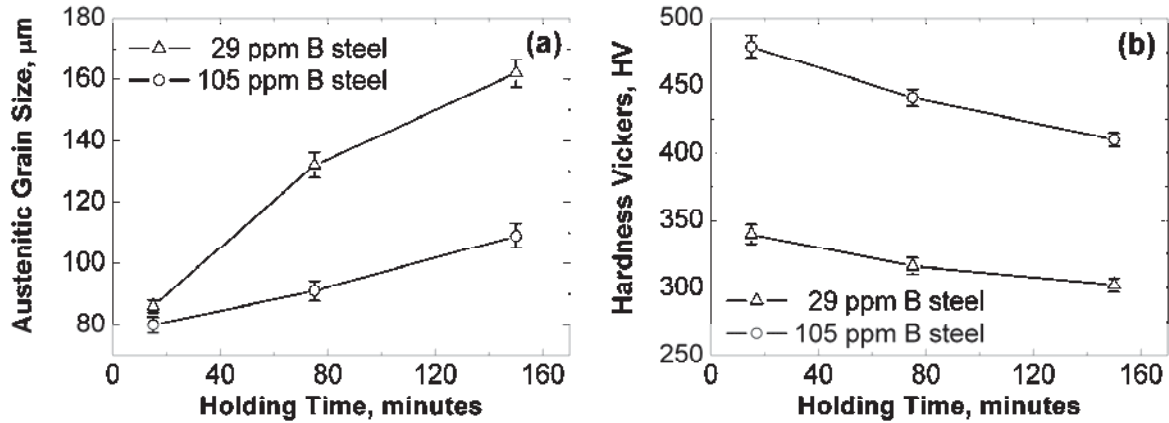 (a)
Austenitic Grain Size, µm
180
160
140
120
100
80
29 ppm B steel
105 ppm B steel
0
40
80
120
160
Holding Time, minutes
(b)
Hardness Vickers, HV
500
450
400
350
300
250
29 ppm B steel
105 ppm B steel
0
40
80
120
160
Holding Time, minutes